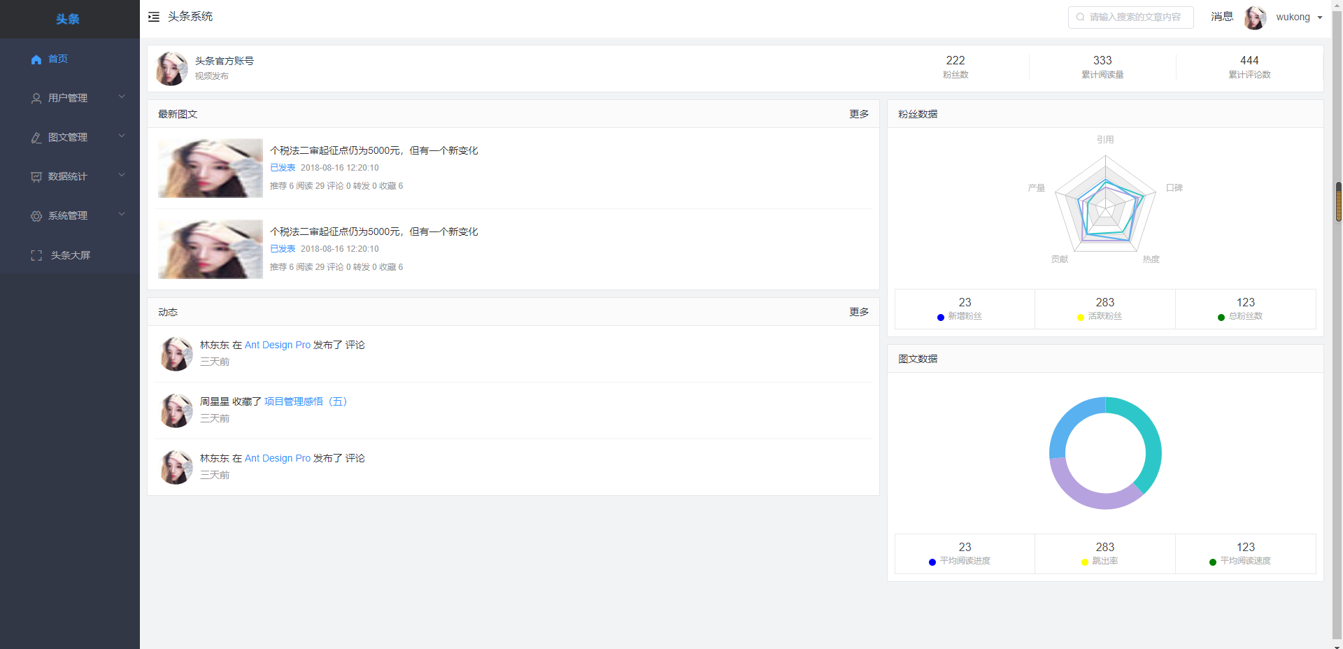 头条
首页
用户管理
图文管理
数据统计
系统管理
头条大屏
头条系统
请输入搜索的文章内容
消息
wukong
头条官方账号
视频发布
222
粉丝数
333
累计阅读量
444
累计评论数
最新图文 更多
个税法二审起征点仍为5000元，但有一个新变化
已发表 2018-08-16 12:20:10
推荐 6 阅读 29 评论 0 转发 0 收藏 6
个税法二审起征点仍为5000元，但有一个新变化
已发表 2018-08-16 12:20:10
推荐 6 阅读 29 评论 0 转发 0 收藏 6
动态 更多
林东东 在 Ant Design Pro 发布了 评论
三天前
周星星 收藏了 项目管理感悟（五）
三天前
林东东 在 Ant Design Pro 发布了 评论
三天前
粉丝数据
引用
产量
口碑
贡献
热度
23
新增粉丝
283
活跃粉丝
123
总粉丝数
图文数据
23
平均阅读进度
283
跳出率
123
平均阅读速度